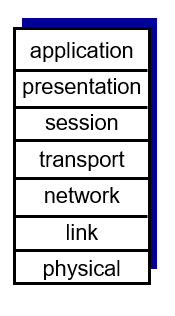 application
presentation
session
transport
network
link
physical